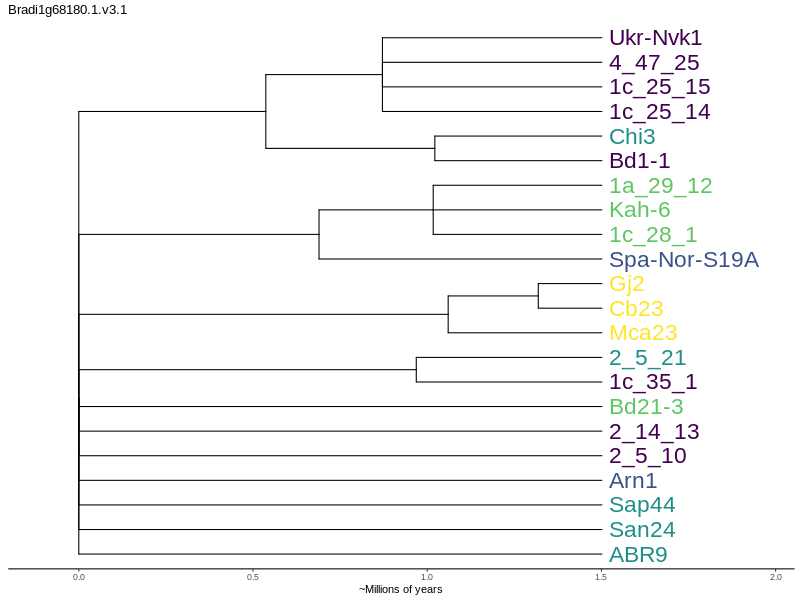 Bradi1g68180.1.v3.1
Ukr-Nvk1
4_47_25
1c_25_15
1c_25_14
Chi3
Bd1-1
1a_29_12
Kah-6
1c_28_1
Spa-Nor-S19A
Gj2
Cb23
Mca23
2_5_21
1c_35_1
Bd21-3
2_14_13
2_5_10
Arn1
Sap44
San24
ABR9
0.0 0.5 1.0 1.5 2.0
~Millions of years